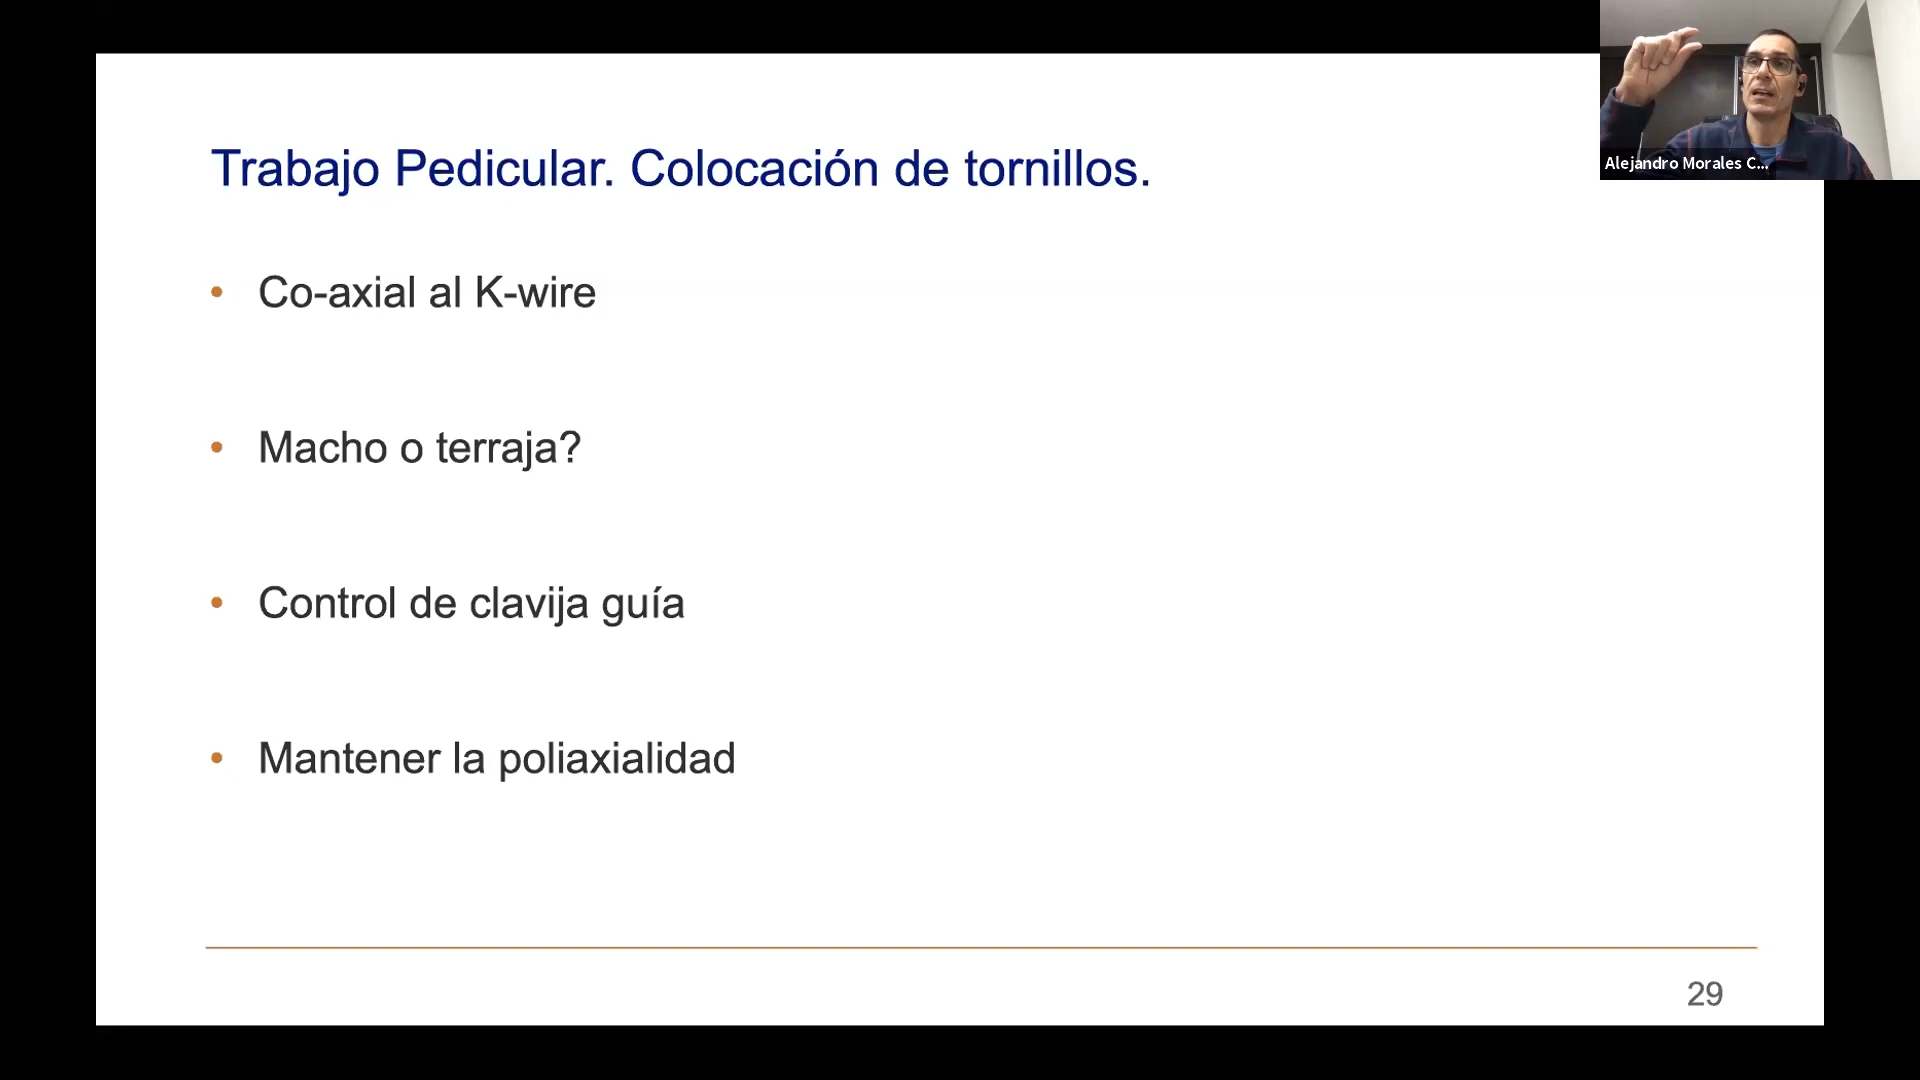 Trabajo Pedicular. Colocación de tornillos.
• Co-axial al K-wire
• Macho o terraja?
• Control de clavija guía
• Mantener la poliaxialidad
29
Alejandro Morales C...